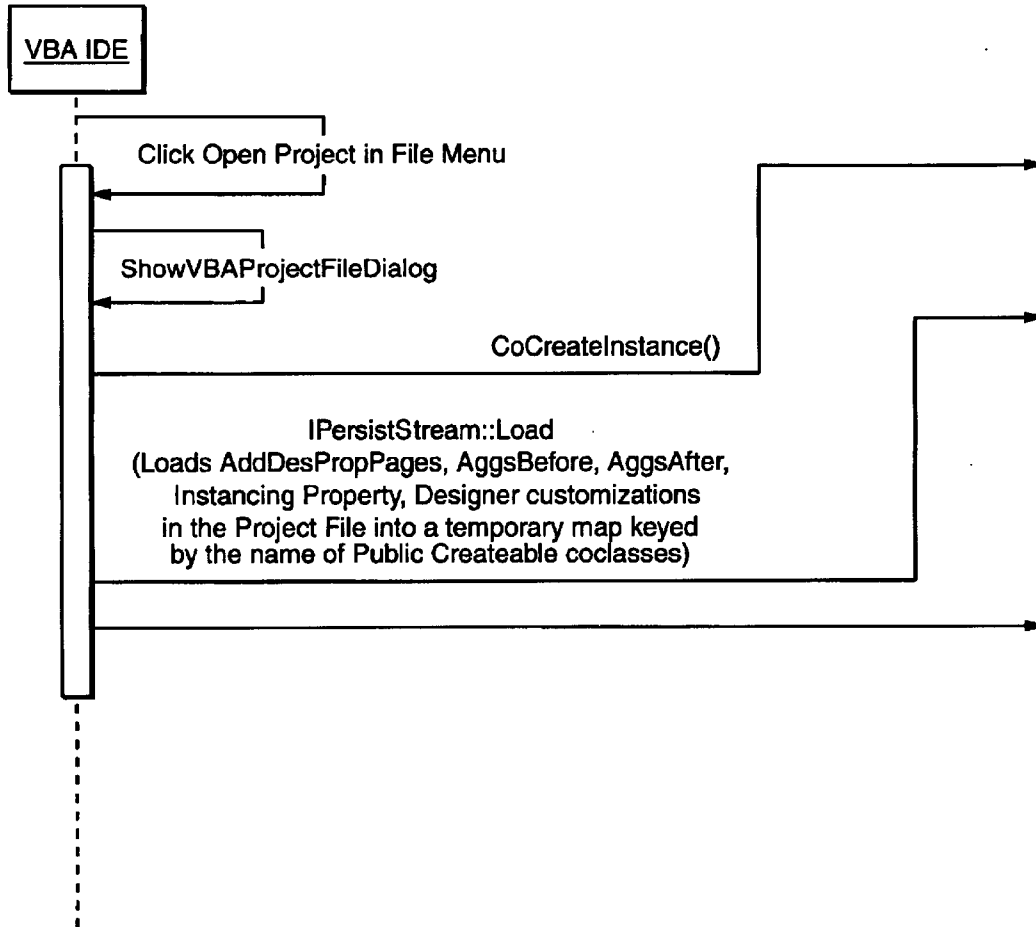 VBA IDE
Click Open Project in File Menu
ShowVBAProjectFileDialog
CoCreateInstance()
IPersistStream::Load
(Loads AddDesPropPages, AggsBefore, AggsAfter,
Instancing Property, Designer customizations
in the Project File into a temporary map keyed
by the name of Public Createable coclasses)